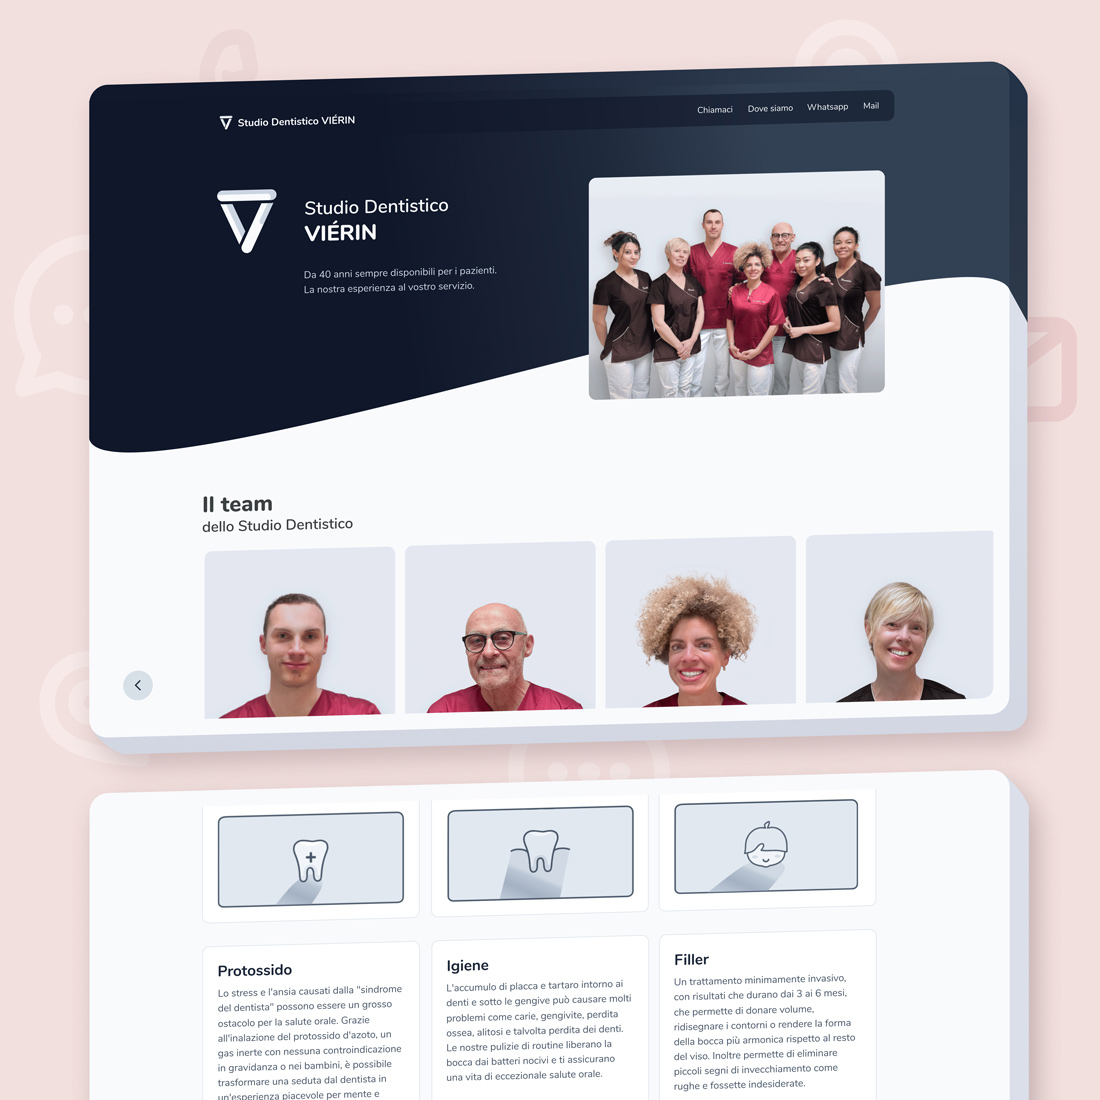 Studio Dentistico VIÉRIN
Chiamaci Dove siamo Whatsapp Mail
Studio Dentistico
VIÉRIN
Da 40 anni sempre disponibili per i pazienti.
La nostra esperienza al vostro servizio.
Il team
dello Studio Dentistico
Protossido
Lo stress e l'ansia causati dalla "sindrome
del dentista" possono essere un grosso
ostacolo per la salute orale. Grazie
all'inalazione del protossido d'azoto, un
gas inerte con nessuna controindicazione
in gravidanza o nei bambini, è possibile
trasformare una seduta dal dentista in
un'esperienza piacevole per mente e
Igiene
L'accumulo di placca e tartaro intorno ai
denti e sotto le gengive può causare molti
problemi come carie, gengivite, perdita
ossea, alitosi e talvolta perdita dei denti.
Le nostre pulizie di routine liberano la
bocca dai batteri nocivi e ti assicurano
una vita di eccezionale salute orale.
Filler
Un trattamento minimamente invasivo,
con risultati che durano dai 3 ai 6 mesi,
che permette di donare volume,
ridisegnare i contorni o rendere la forma
della bocca più armonica rispetto al resto
del viso. Inoltre permette di eliminare
piccoli segni di invecchiamento come
rughe e fossette indesiderate.